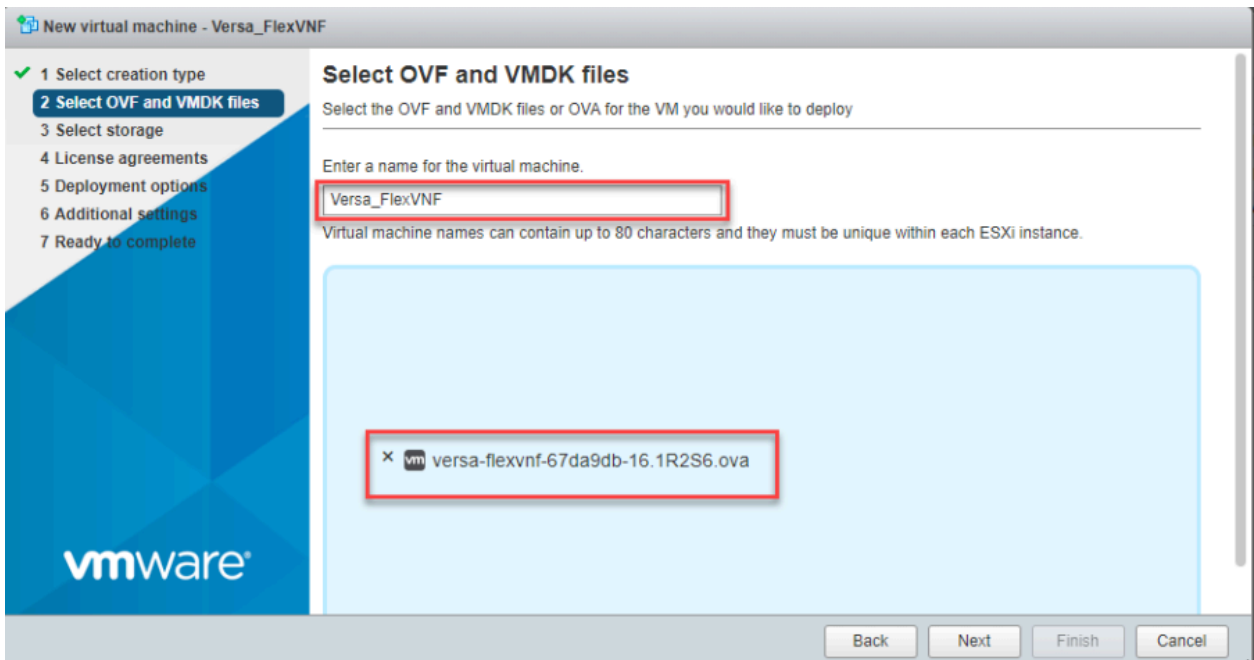 New virtual machine - Versa_FlexVNF
1 Select creation type
2 Select OVF and VMDK files
3 Select storage
4 License agreements
5 Deployment options
6 Additional settings
7 Ready to complete
vmware®
Select OVF and VMDK files
Select the OVF and VMDK files or OVA for the VM you would like to deploy
Enter a name for the virtual machine.
Versa_FlexVNF
Virtual machine names can contain up to 80 characters and they must be unique within each ESXi instance.
× vm versa-flexvnf-67da9db-16.1R2S6.ova
Back Next Finish Cancel